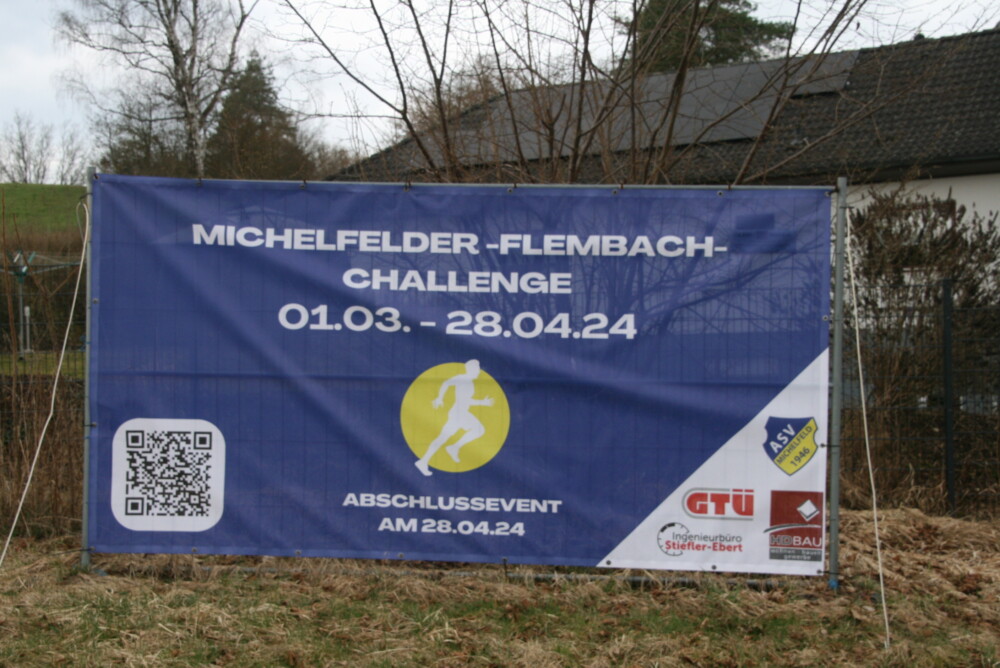 MICHELFELDER -FLEMBACH-
CHALLENGE
01.03. - 28.04.24
ABSCHLUSSEVENT
AM 28.04.24
ASV
MICHELFELD
1946
GTÜ
Ingenieurbüro
Stiefler-Ebert
HDBAU